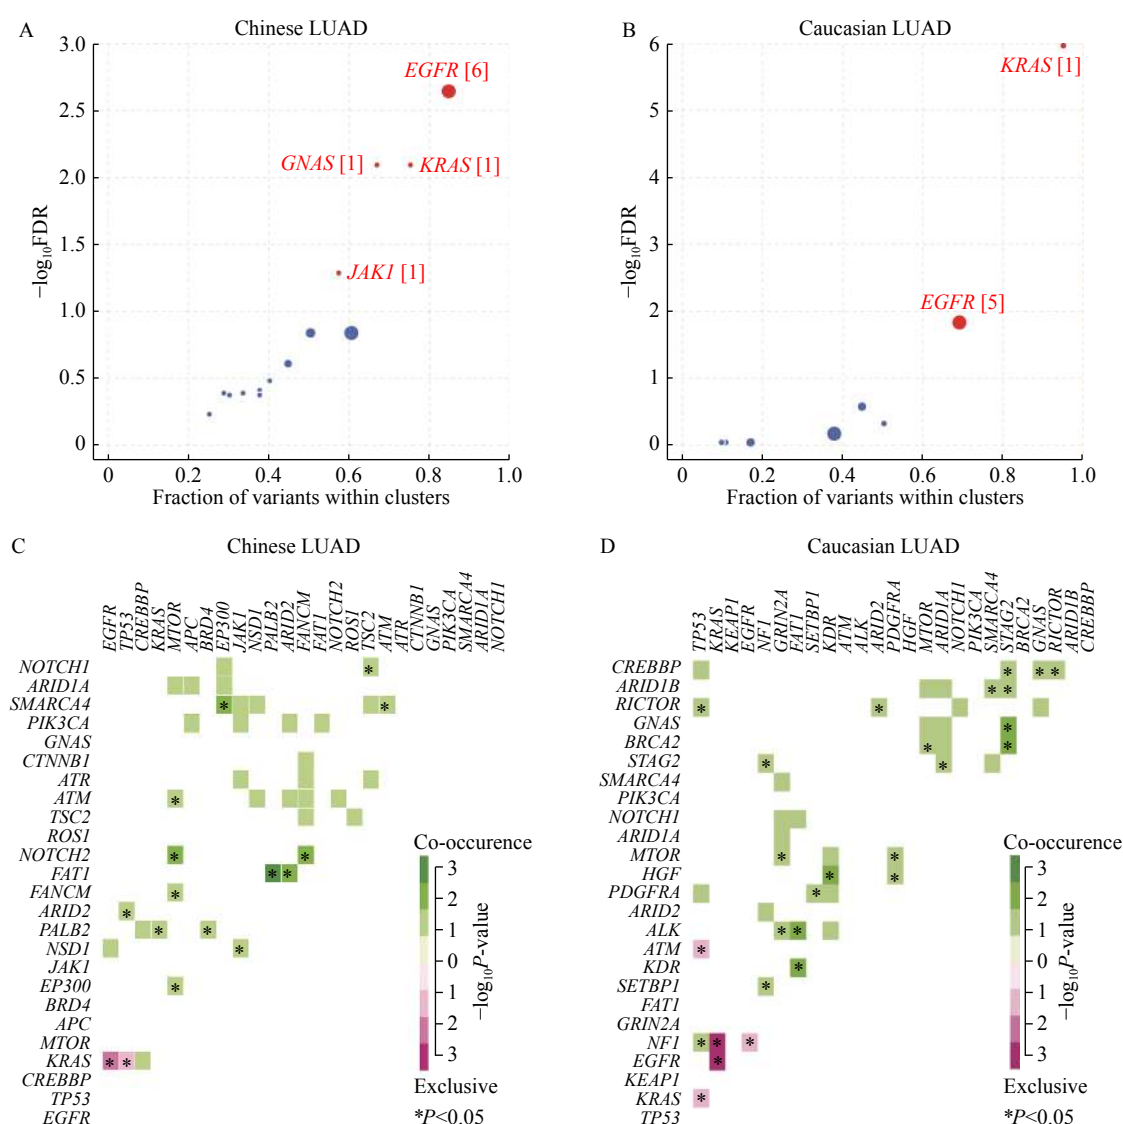 A
Chinese LUAD
3.0
2.5
2.0
1.5
1.0
0.5
0
−log10FDR
EGFR [6]
GNAS [1]
KRAS [1]
JAK1 [1]
0 0.2 0.4 0.6 0.8 1.0
Fraction of variants within clusters
B
Caucasian LUAD
6
5
4
3
2
1
0
−log10FDR
KRAS [1]
EGFR [5]
0 0.2 0.4 0.6 0.8 1.0
Fraction of variants within clusters
C
Chinese LUAD
EGFR
TP53
CREBBP
KRAS
MTOR
APC
BRD4
EP300
JAK1
NSD1
PALB2
ARID2
FANCM
FAT1
NOTCH2
ROS1
TSC2
ATM
ATR
CTNNB1
GNAS
PIK3CA
SMARCA4
ARID1A
NOTCH1
NOTCH1 *
ARID1A
SMARCA4 * *
PIK3CA
GNAS
CTNNB1
ATR
ATM *
TSC2
ROS1
NOTCH2 * *
FAT1 * *
FANCM *
ARID2 *
PALB2 * *
NSD1 *
JAK1
EP300 *
BRD4
APC
MTOR
KRAS * *
CREBBP
TP53
EGFR
Co-occurence
3
2
1
0
1
2
3
−log10P-value
Exclusive
*P<0.05
D
Caucasian LUAD
TP53
KRAS
KEAP1
EGFR
NF1
GRIN2A
FAT1
SETBP1
KDR
ATM
ALK
ARID2
PDGFRA
HGF
MTOR
ARID1A
NOTCH1
PIK3CA
SMARCA4
STAG2
BRCA2
GNAS
RICTOR
ARID1B
CREBBP
CREBBP * * *
ARID1B * *
RICTOR * *
GNAS *
BRCA2 * *
STAG2 * *
SMARCA4
PIK3CA
NOTCH1
ARID1A
MTOR * *
HGF * *
PDGFRA *
ARID2
ALK * *
ATM *
KDR *
SETBP1 *
FAT1
GRIN2A
NF1 * * *
EGFR *
KEAP1
KRAS *
TP53
Co-occurence
3
2
1
0
1
2
3
−log10P-value
Exclusive
*P<0.05